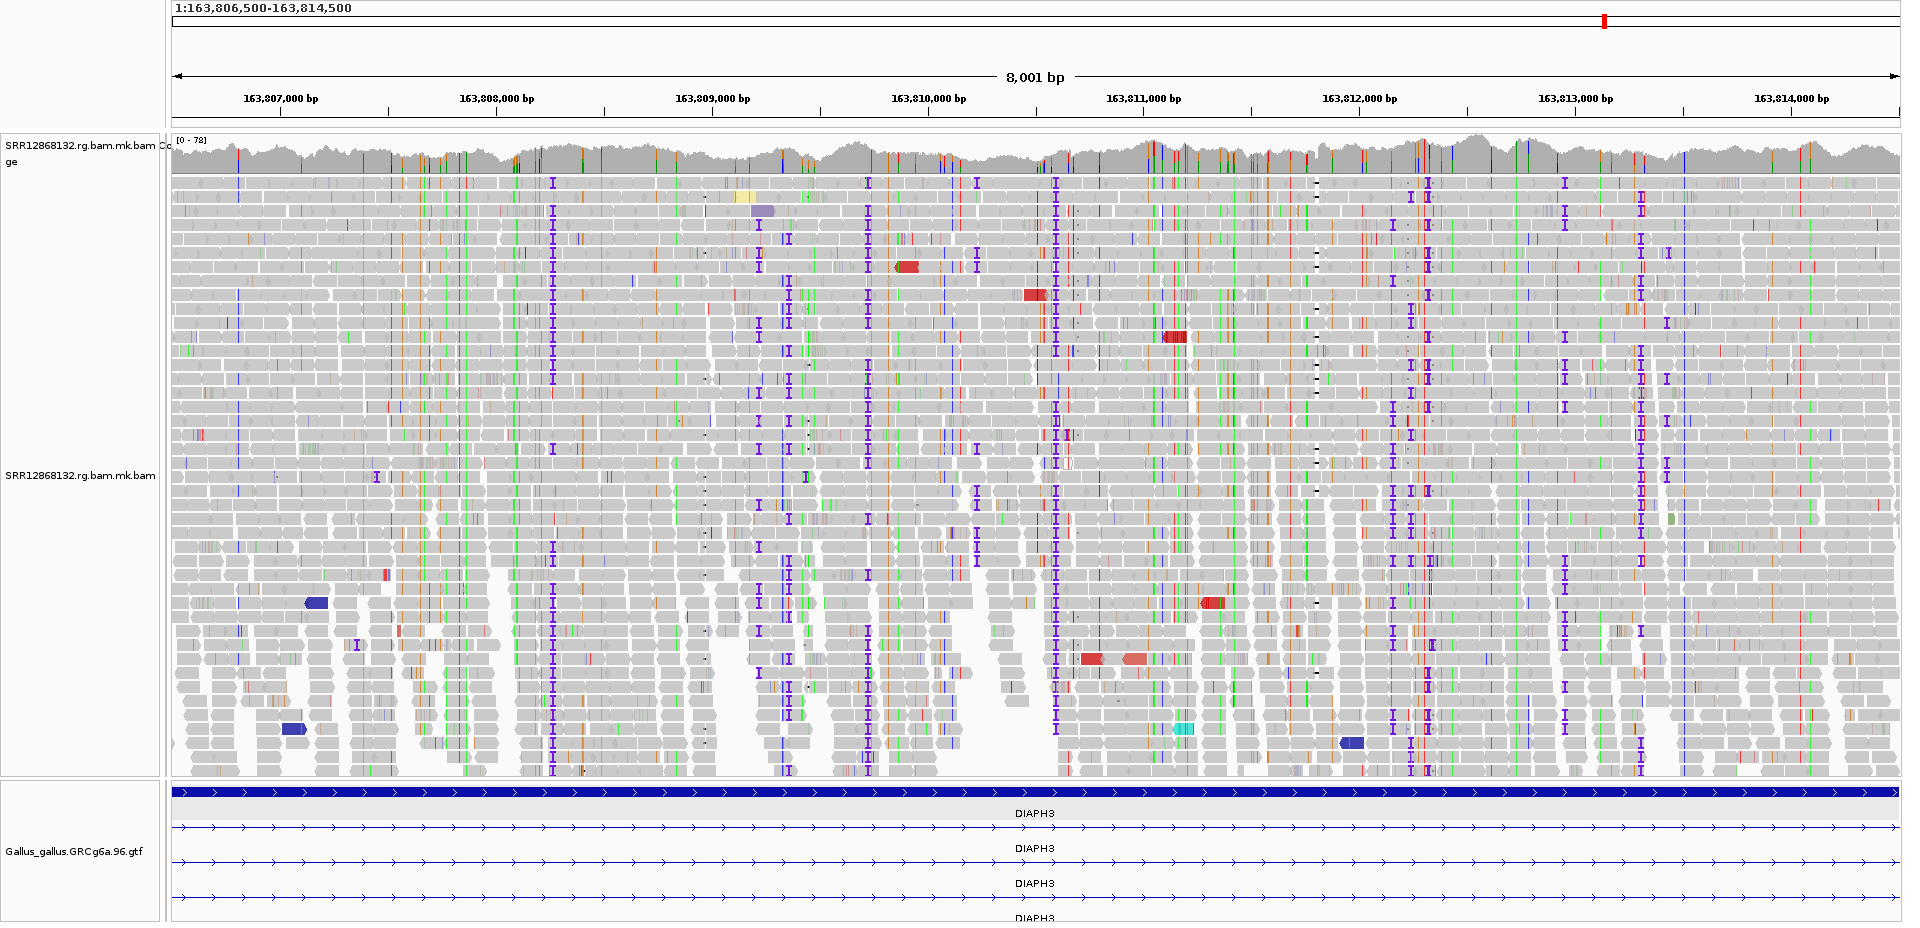 1:163,806,500-163,814,500
8,001 bp
163,807,000 bp 163,808,000 bp 163,809,000 bp 163,810,000 bp 163,811,000 bp 163,812,000 bp 163,813,000 bp 163,814,000 bp
SRR12868132.rg.bam.mk.bam Co
ge
[0 - 78]
SRR12868132.rg.bam.mk.bam
DIAPH3
DIAPH3
Gallus_gallus.GRCg6a.96.gtf
DIAPH3
DIAPH3